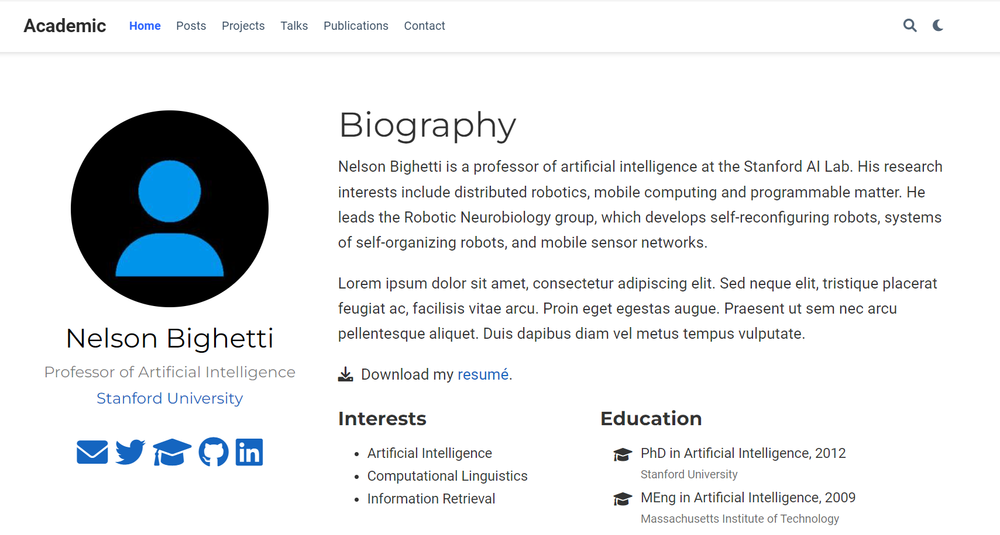 Academic Home Posts Projects Talks Publications Contact
Nelson Bighetti
Professor of Artificial Intelligence
Stanford University
Biography
Nelson Bighetti is a professor of artificial intelligence at the Stanford AI Lab. His research
interests include distributed robotics, mobile computing and programmable matter. He
leads the Robotic Neurobiology group, which develops self-reconfiguring robots, systems
of self-organizing robots, and mobile sensor networks.
Lorem ipsum dolor sit amet, consectetur adipiscing elit. Sed neque elit, tristique placerat
feugiat ac, facilisis vitae arcu. Proin eget egestas augue. Praesent ut sem nec arcu
pellentesque aliquet. Duis dapibus diam vel metus tempus vulputate.
Download my resumé.
Interests
Artificial Intelligence
Computational Linguistics
Information Retrieval
Education
PhD in Artificial Intelligence, 2012
Stanford University
MEng in Artificial Intelligence, 2009
Massachusetts Institute of Technology